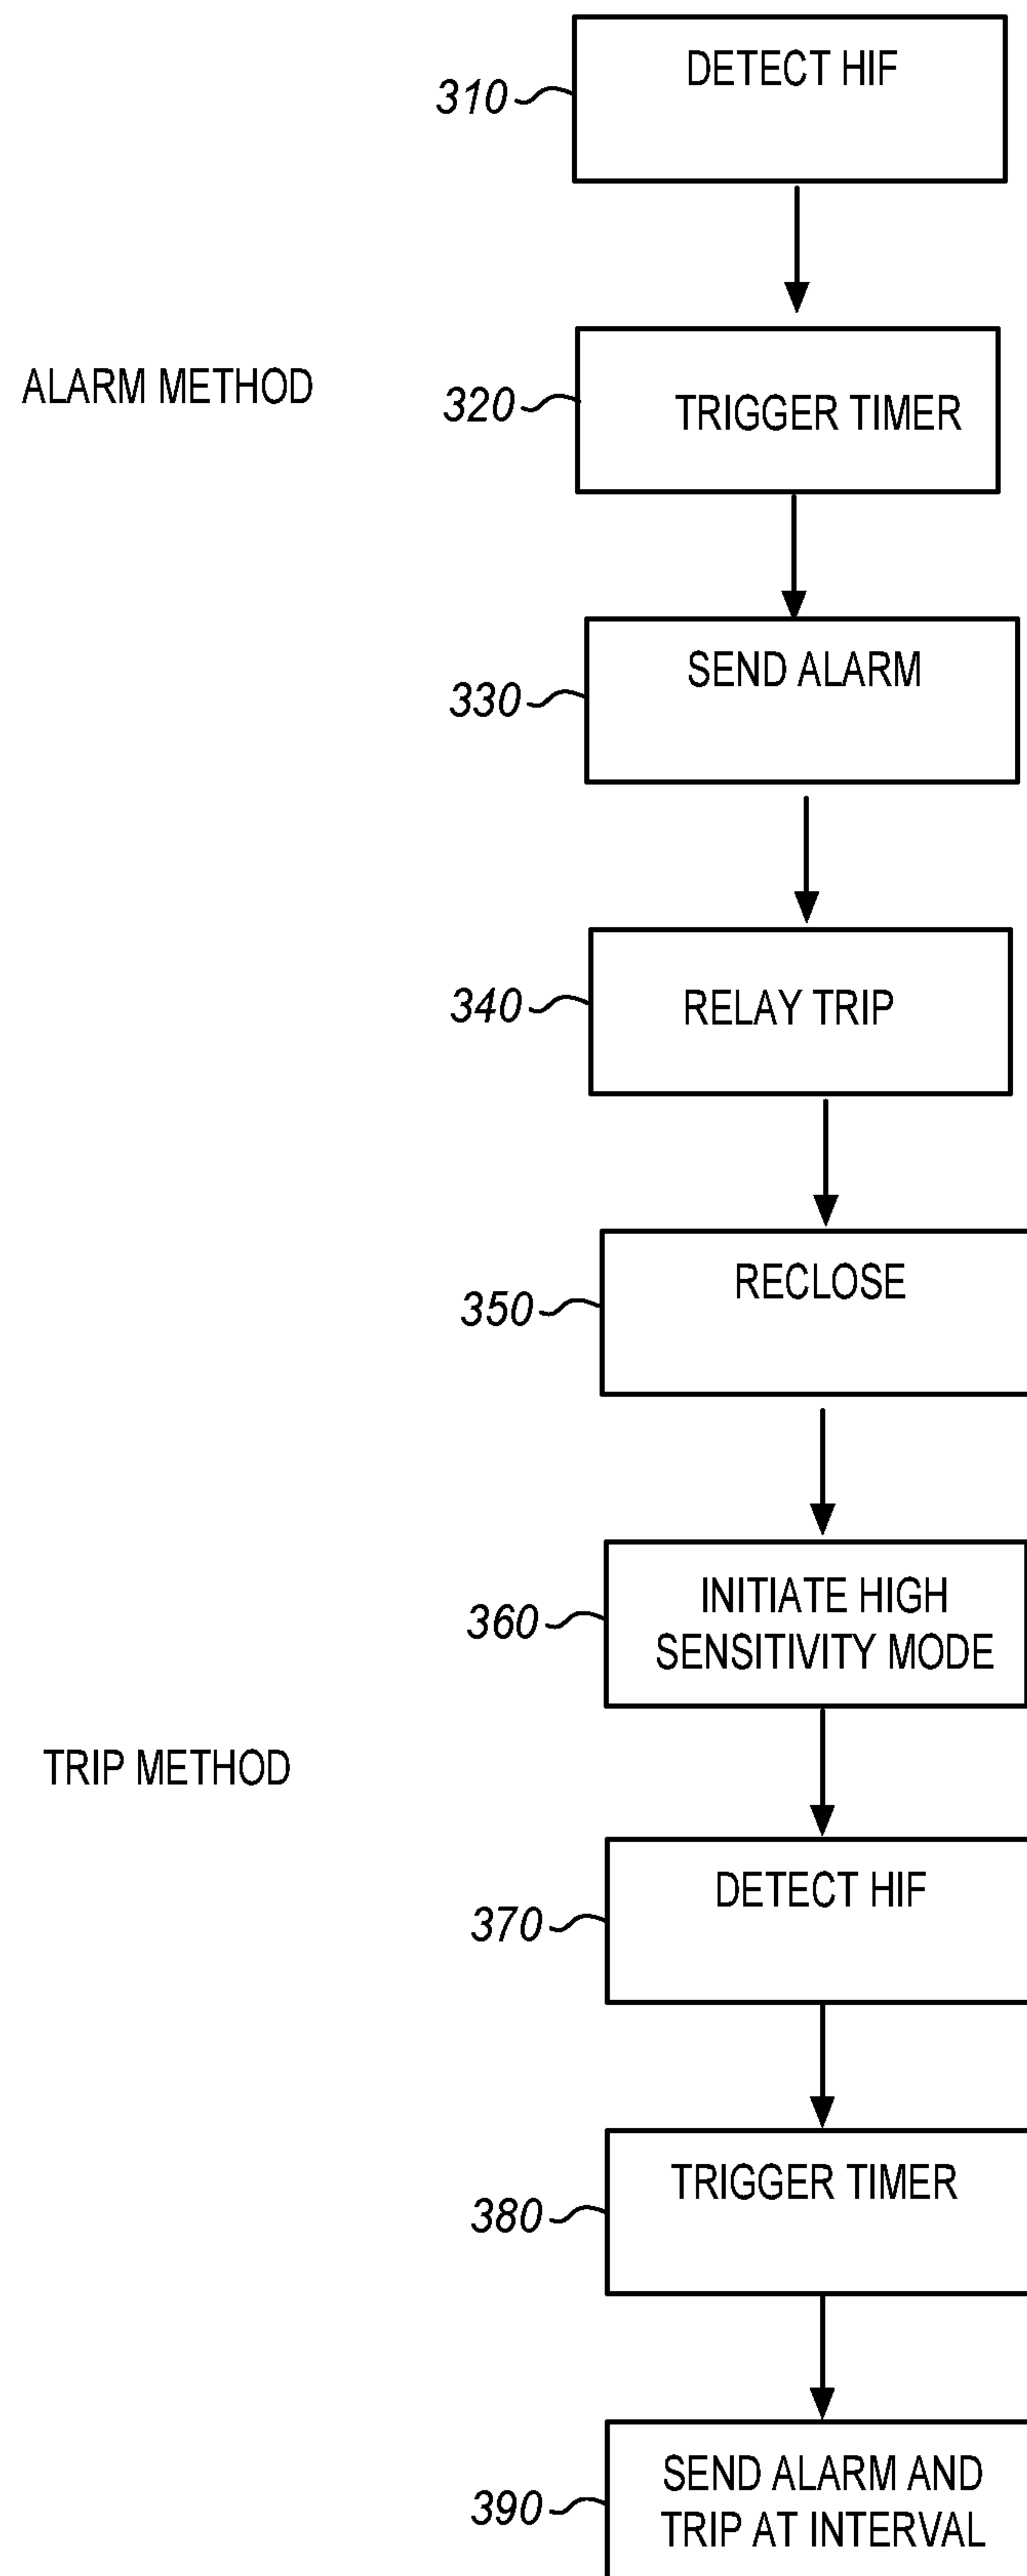 310
DETECT HIF
ALARM METHOD
320
TRIGGER TIMER
330
SEND ALARM
340
RELAY TRIP
350
RECLOSE
360
INITIATE HIGH
SENSITIVITY MODE
TRIP METHOD
370
DETECT HIF
380
TRIGGER TIMER
390
SEND ALARM AND
TRIP AT INTERVAL